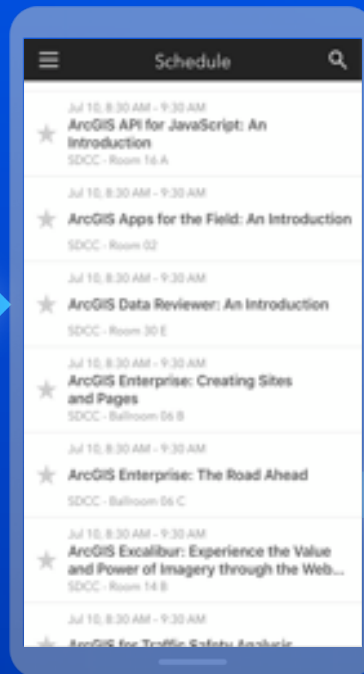 Schedule
Jul 10, 8:30 AM - 9:30 AM
ArcGIS API for JavaScript: An
Introduction
SDCC - Room 16 A
Jul 10, 8:30 AM - 9:30 AM
ArcGIS Apps for the Field: An Introduction
SDCC - Room 02
Jul 10, 8:30 AM - 9:30 AM
ArcGIS Data Reviewer: An Introduction
SDCC - Room 30 E
Jul 10, 8:30 AM - 9:30 AM
ArcGIS Enterprise: Creating Sites
and Pages
SDCC - Ballroom 06 B
Jul 10, 8:30 AM - 9:30 AM
ArcGIS Enterprise: The Road Ahead
SDCC - Ballroom 06 C
Jul 10, 8:30 AM - 9:30 AM
ArcGIS Excalibur: Experience the Value
and Power of Imagery through the Web...
SDCC - Room 14 B
Jul 10, 8:30 AM - 9:30 AM
ArcGIS for Traffic Safety Analysis